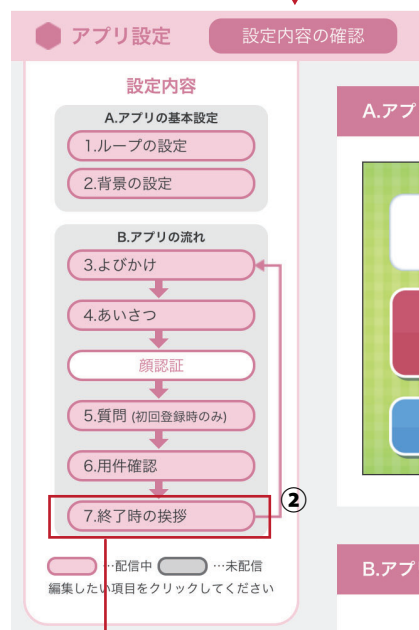 アプリ設定
設定内容の確認
設定内容
A.アプリの基本設定
1.ループの設定
2.背景の設定
B.アプリの流れ
3.よびかけ
4.あいさつ
顔認証
5.質問 (初回登録時のみ)
6.用件確認
7.終了時の挨拶
②
…配信中 …未配信
編集したい項目をクリックしてください
A.アプ
B.アプ